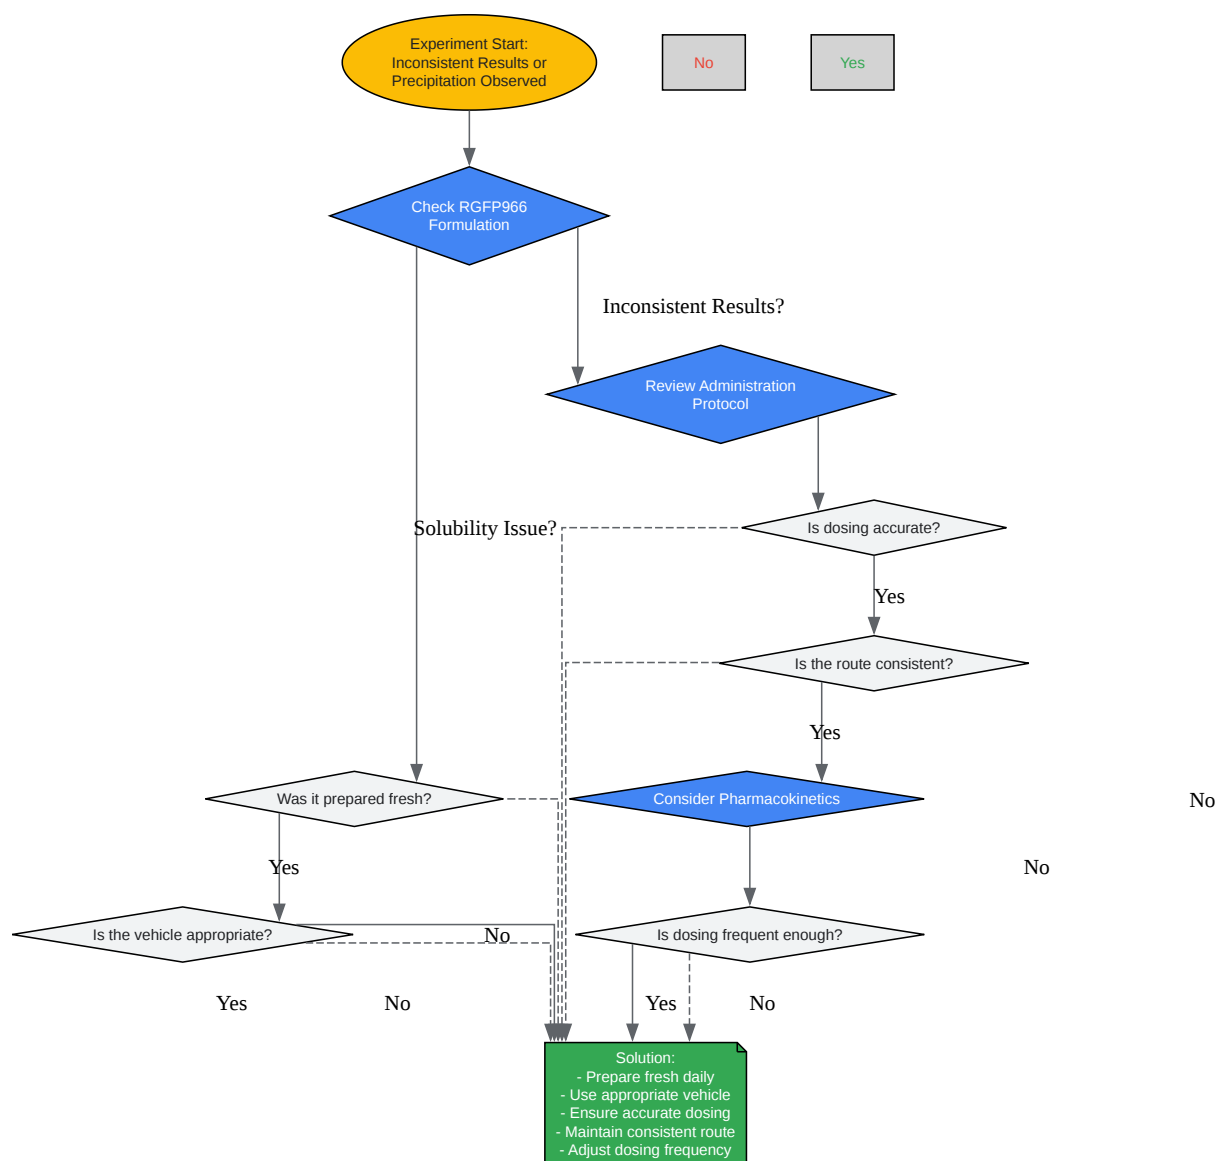 Experiment Start:
Inconsistent Results or
Precipitation Observed
No
Yes
Check RGFP966
Formulation
Inconsistent Results?
Review Administration
Protocol
Solubility Issue?
Is dosing accurate?
Yes
Is the route consistent?
Yes
Was it prepared fresh?
Consider Pharmacokinetics
No
Yes
No
Is the vehicle appropriate?
No
Is dosing frequent enough?
Yes
No
Yes
No
Solution:
- Prepare fresh daily
- Use appropriate vehicle
- Ensure accurate dosing
- Maintain consistent route
- Adjust dosing frequency